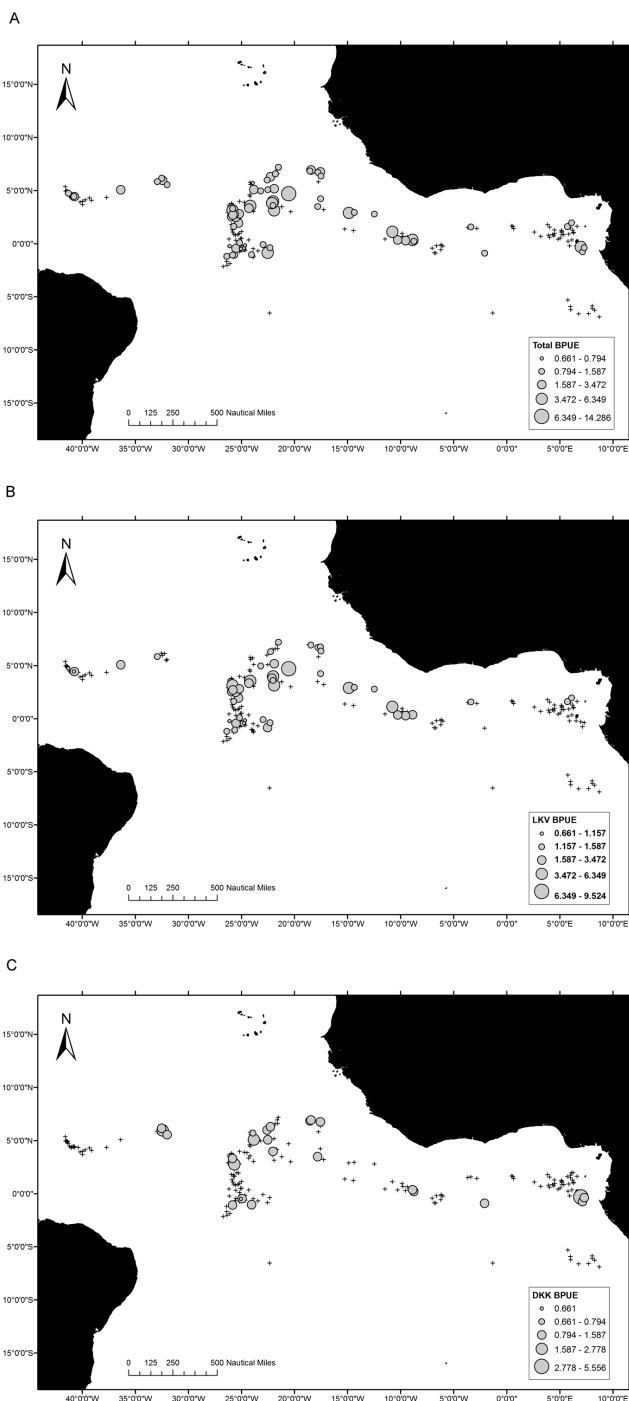 A
N
15°0'0"N
10°0'0"N
5°0'0"N
0°0'0"
5°0'0"S
10°0'0"S
15°0'0"S
Total BPUE
0.661 - 0.794
0.794 - 1.587
1.587 - 3.472
3.472 - 6.349
6.349 - 14.286
0 125 250 500 Nautical Miles
40°0'0"W 35°0'0"W 30°0'0"W 25°0'0"W 20°0'0"W 15°0'0"W 10°0'0"W 5°0'0"W 0°0'0" 5°0'0"E 10°0'0"E
B
N
15°0'0"N
10°0'0"N
5°0'0"N
0°0'0"
5°0'0"S
10°0'0"S
15°0'0"S
LKV BPUE
0.661 - 1.157
1.157 - 1.587
1.587 - 3.472
3.472 - 6.349
6.349 - 9.524
0 125 250 500 Nautical Miles
40°0'0"W 35°0'0"W 30°0'0"W 25°0'0"W 20°0'0"W 15°0'0"W 10°0'0"W 5°0'0"W 0°0'0" 5°0'0"E 10°0'0"E
C
N
15°0'0"N
10°0'0"N
5°0'0"N
0°0'0"
5°0'0"S
10°0'0"S
15°0'0"S
DKK BPUE
0.661
0.661 - 0.794
0.794 - 1.587
1.587 - 2.778
2.778 - 5.556
0 125 250 500 Nautical Miles
40°0'0"W 35°0'0"W 30°0'0"W 25°0'0"W 20°0'0"W 15°0'0"W 10°0'0"W 5°0'0"W 0°0'0" 5°0'0"E 10°0'0"E